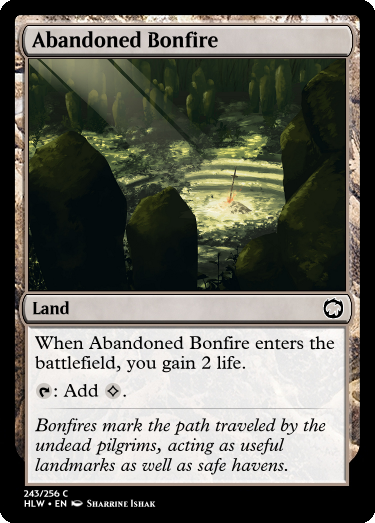 Abandoned Bonfire
Land
When Abandoned Bonfire enters the
battlefield, you gain 2 life.
: Add .
Bonfires mark the path traveled by the
undead pilgrims, acting as useful
landmarks as well as safe havens.
243/256 C
HLW • EN Sharrine Ishak